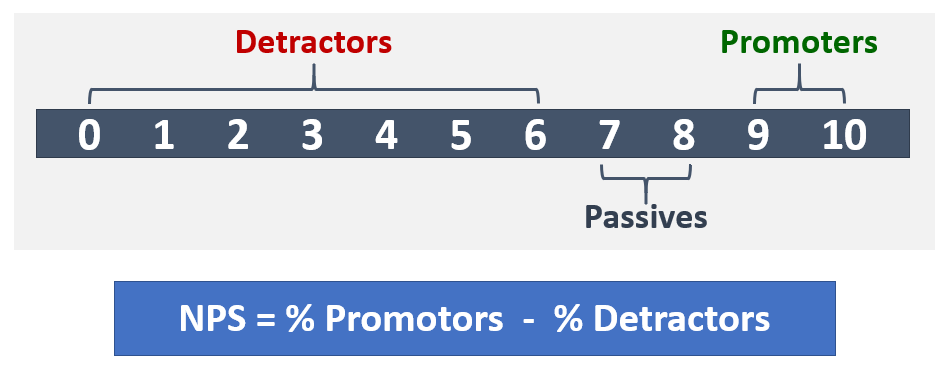 Detractors Promoters
0 1 2 3 4 5 6 7 8 9 10
Passives
NPS = % Promotors - % Detractors